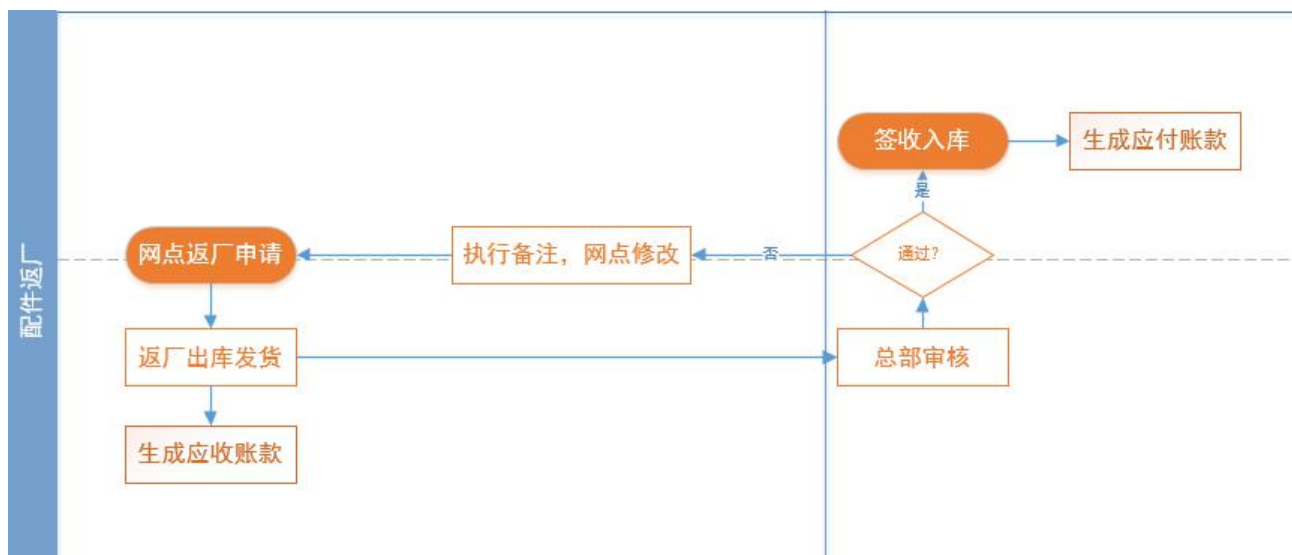 配件返厂
签收入库
生成应付账款
是
网点返厂申请
执行备注，网点修改
否
通过?
返厂出库发货
总部审核
生成应收账款